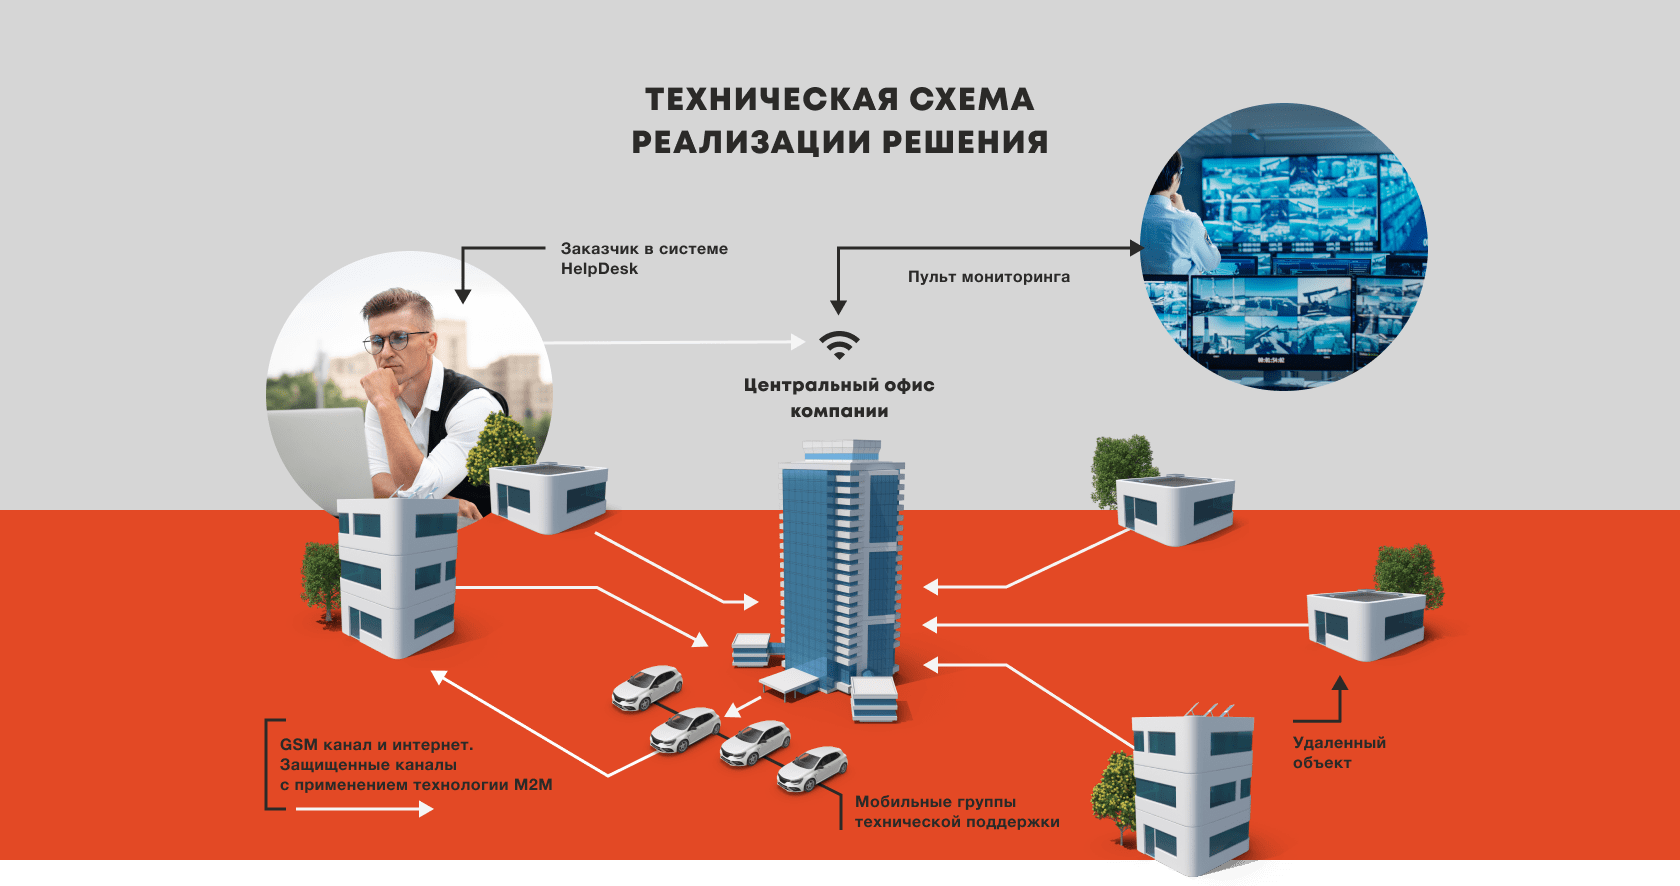 ТЕХНИЧЕСКАЯ СХЕМА
РЕАЛИЗАЦИИ РЕШЕНИЯ
Заказчик в системе
HelpDesk
Пульт мониторинга
Центральный офис
компании
GSM канал и интернет.
Защищенные каналы
с применением технологии M2M
Мобильные группы
технической поддержки
Удаленный
объект